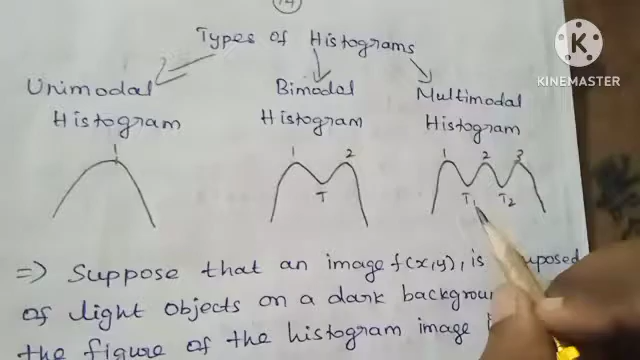 14
Types of Histograms
Unimodal
Histogram
Bimodal
Histogram
Multimodal
Histogram
1
1 2
T
1 2 3
T1 T2
=> Suppose that an image f(x,y), is
of light objects on a dark
the figure of the histogram image
KINEMASTER